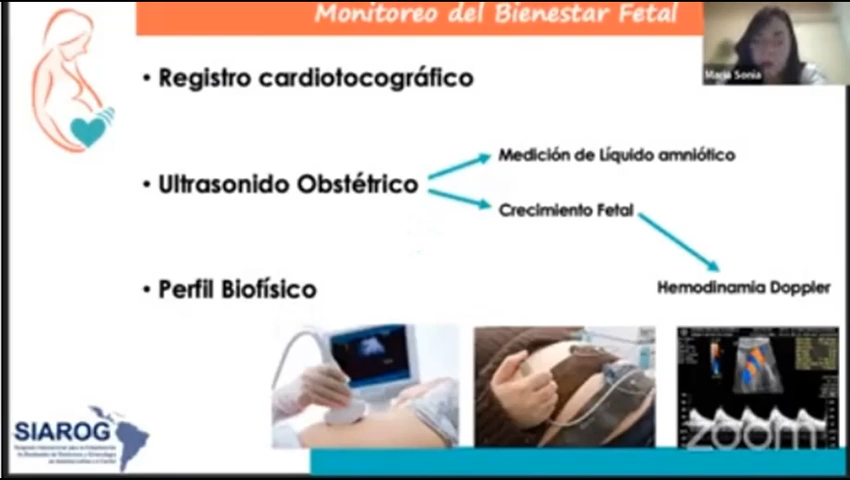 Monitoreo del Bienestar Fetal
María Sonia
• Registro cardiotocográfico
Medición de Líquido amniótico
• Ultrasonido Obstétrico
Crecimiento Fetal
Hemodinamia Doppler
• Perfil Biofísico
SIAROG
zoom